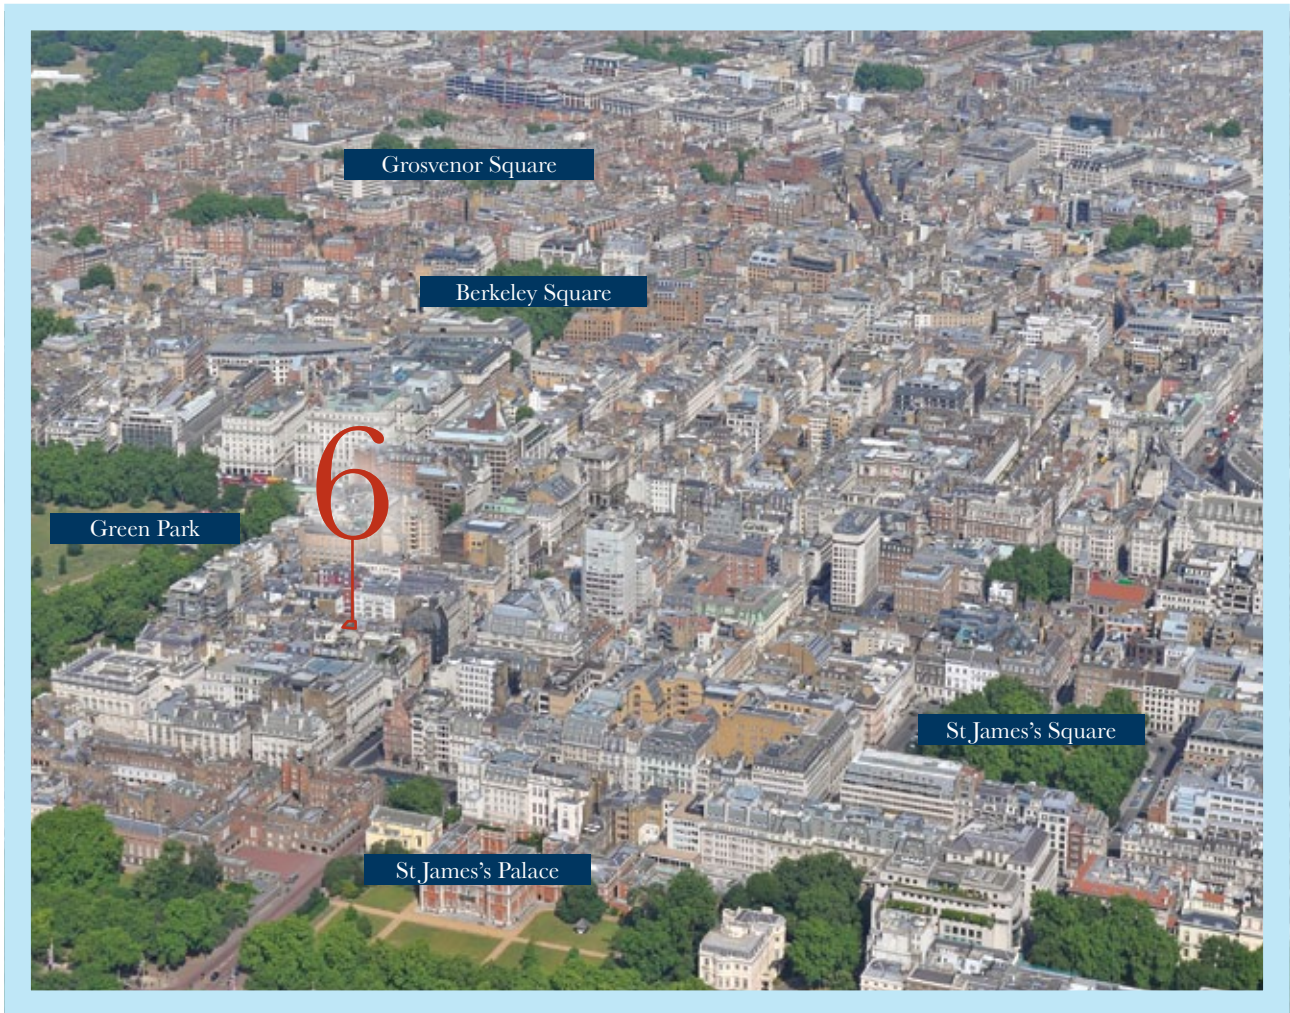 Grosvenor Square
Berkeley Square
6
Green Park
St James’s Square
St James’s Palace